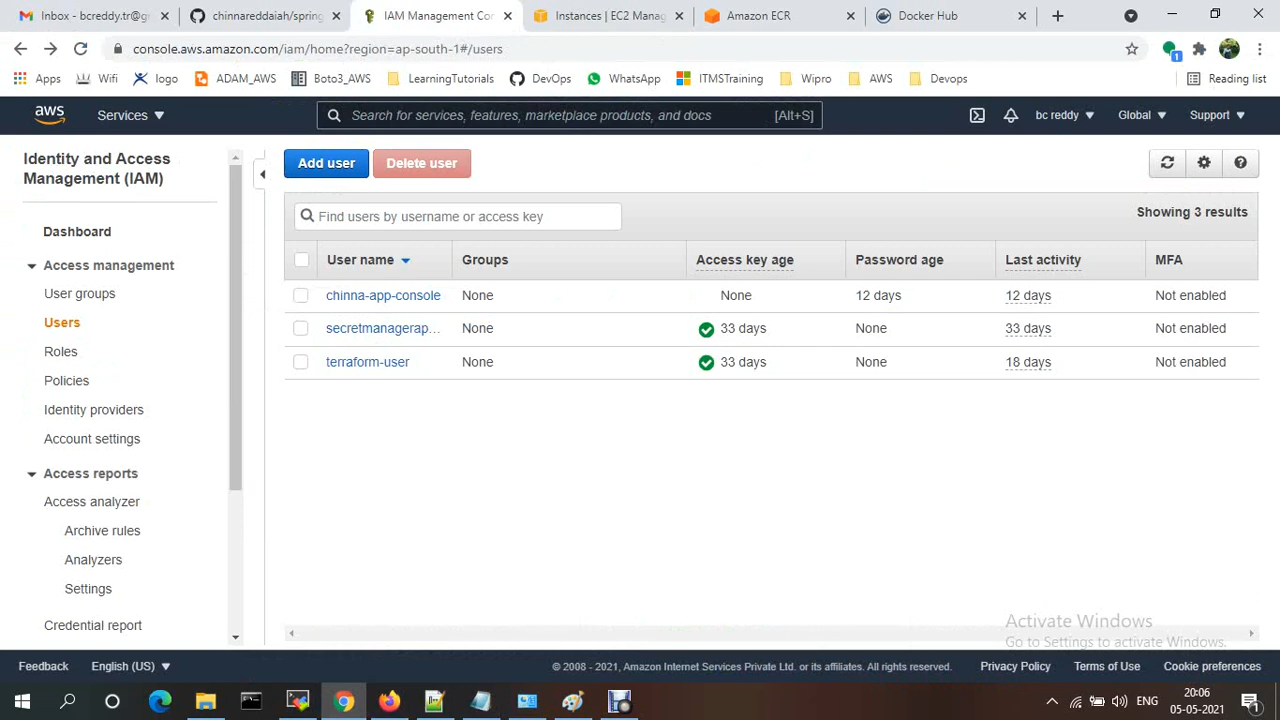 Inbox - bcreddy.tr@g
chinnareddaiah/spring
IAM Management Co
Instances | EC2 Manag
Amazon ECR
Docker Hub
console.aws.amazon.com/iam/home?region=ap-south-1#/users
1
Apps
Wifi
logo
ADAM_AWS
Boto3_AWS
LearningTutorials
DevOps
WhatsApp
ITMSTraining
Wipro
AWS
Devops
Reading list
aws
Services
Search for services, features, marketplace products, and docs
[Alt+S]
bc reddy
Global
Support
Identity and Access
Management (IAM)
Dashboard
Access management
User groups
Users
Roles
Policies
Identity providers
Account settings
Access reports
Access analyzer
Archive rules
Analyzers
Settings
Credential report
Add user
Delete user
Find users by username or access key
Showing 3 results
User name Groups Access key age Password age Last activity MFA
chinna-app-console None None 12 days 12 days Not enabled
secretmanagerap... None 33 days None 33 days Not enabled
terraform-user None 33 days None 18 days Not enabled
Activate Windows
Go to Settings to activate Windows.
Feedback
English (US)
© 2008 - 2021, Amazon Internet Services Private Ltd. or its affiliates. All rights reserved.
Privacy Policy
Terms of Use
Cookie preferences
ENG
20:06
05-05-2021
1